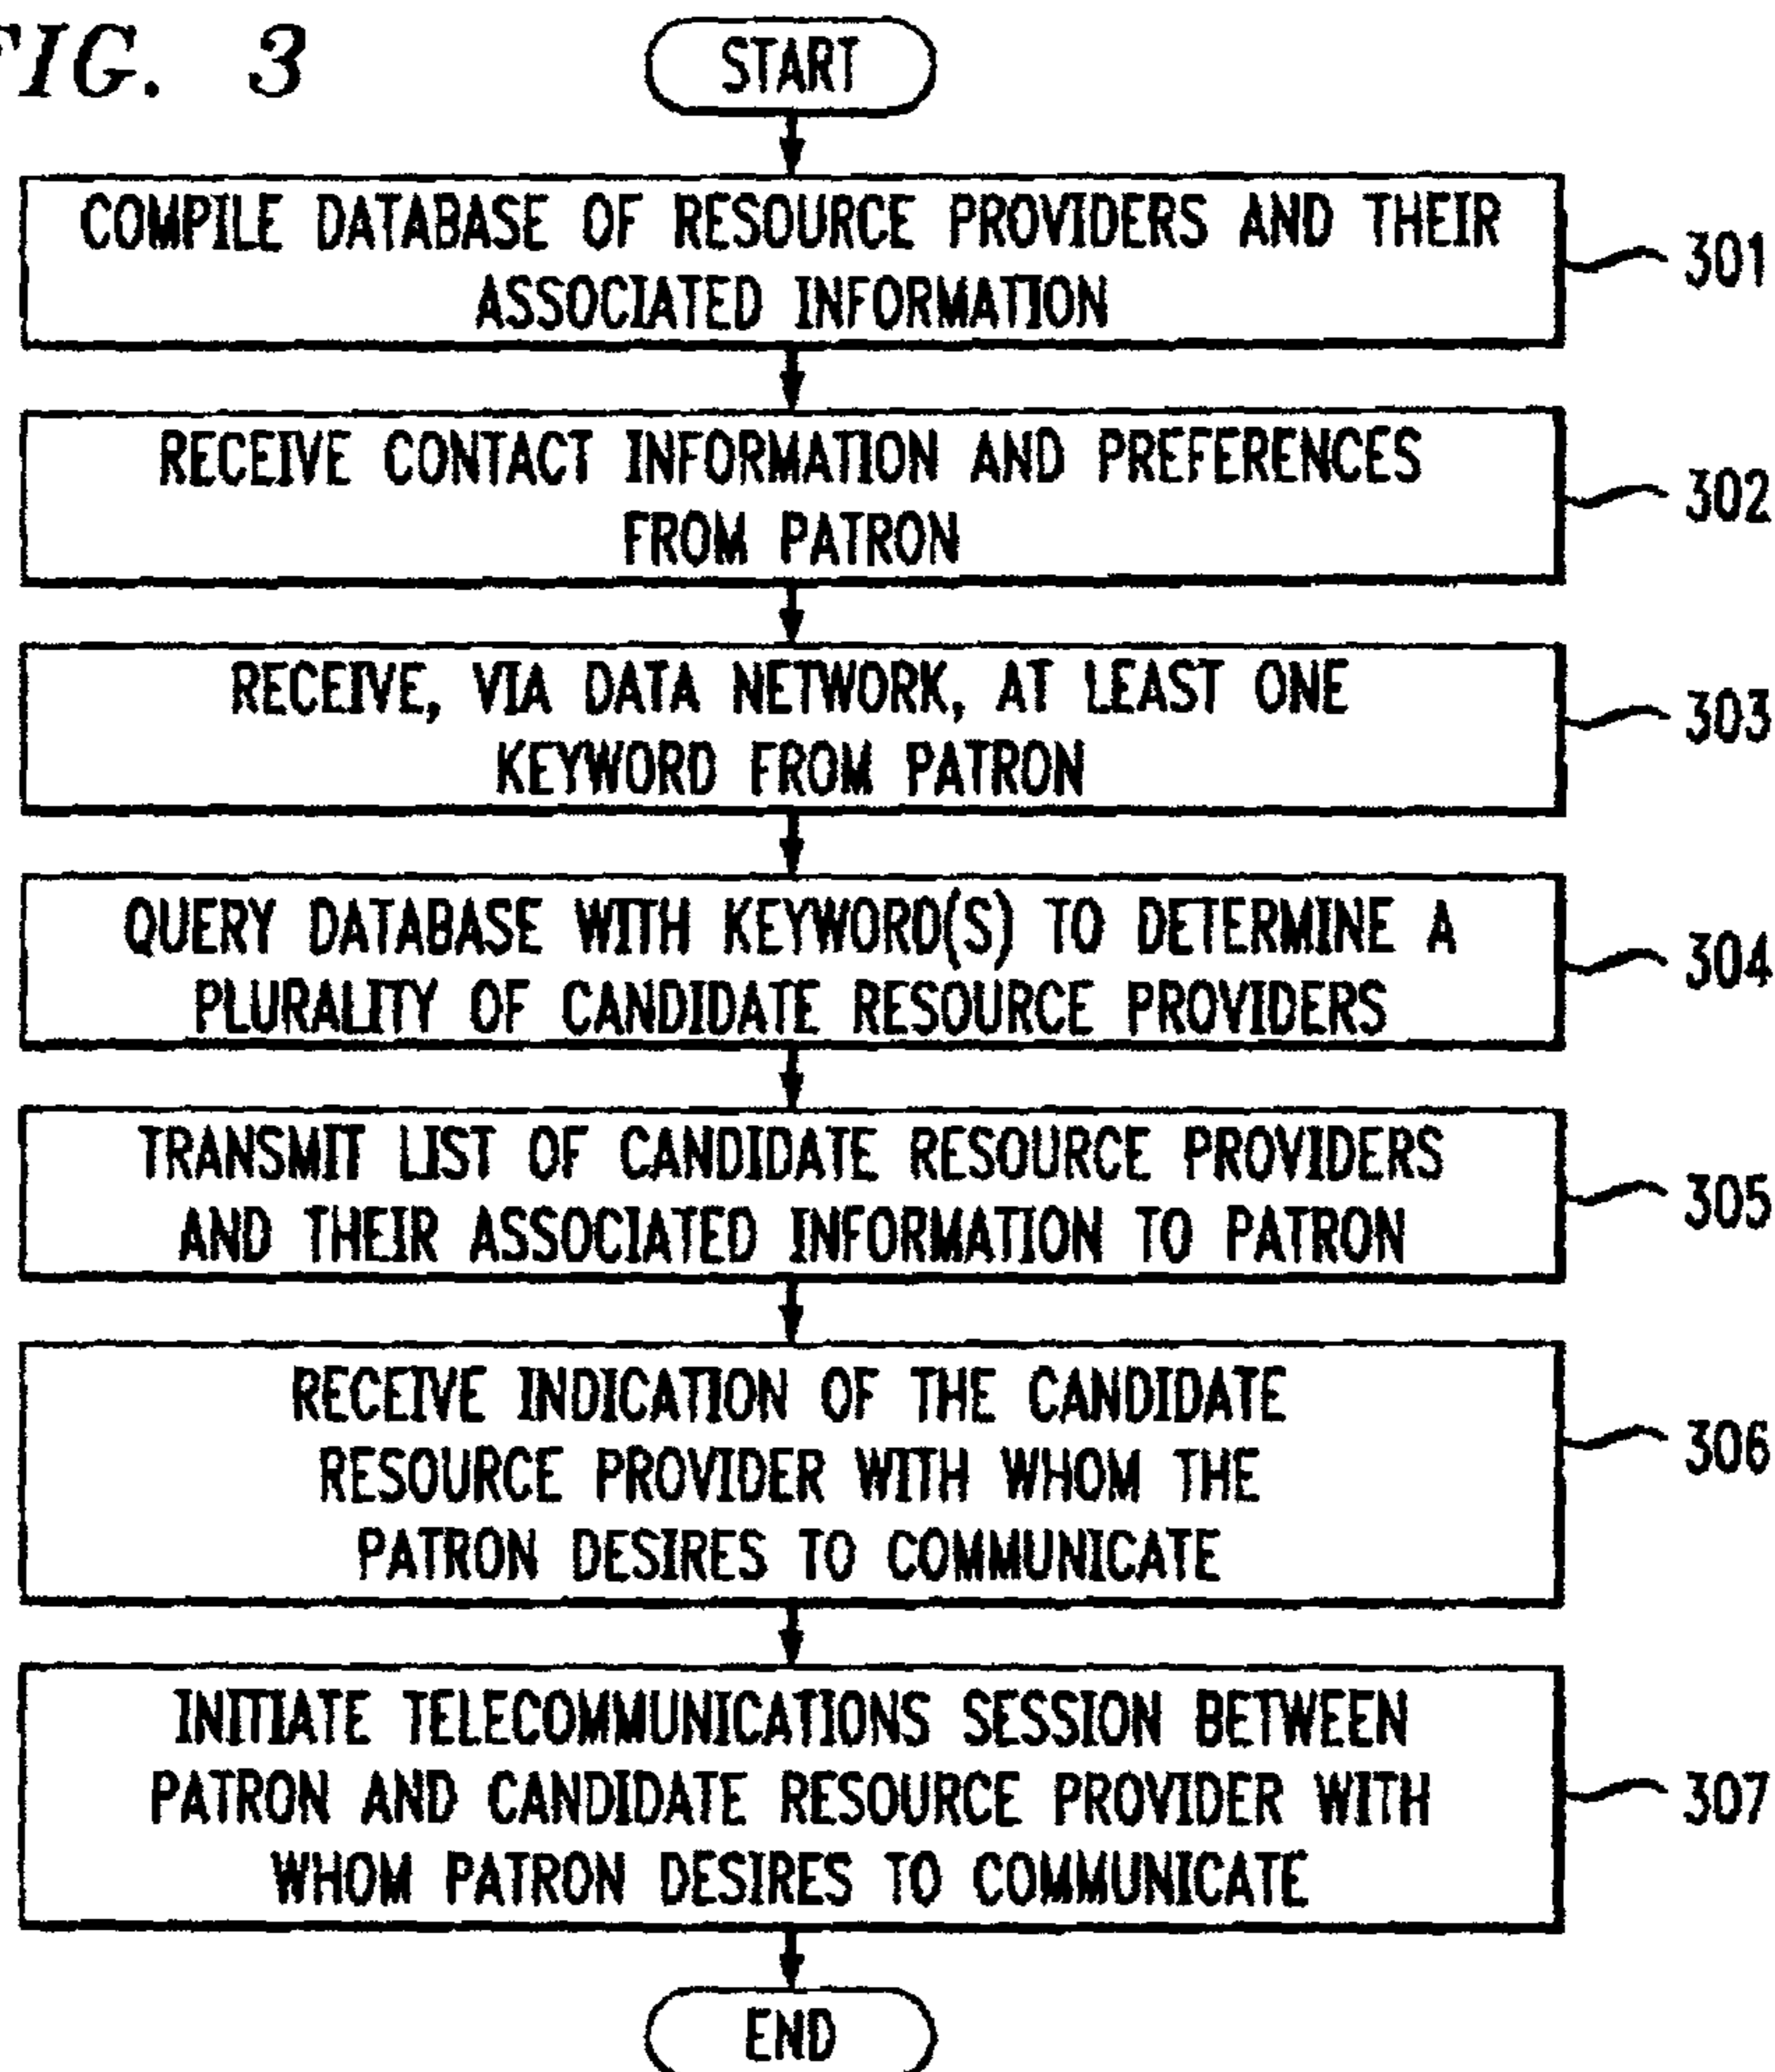 FIG. 3
START
COMPILE DATABASE OF RESOURCE PROVIDERS AND THEIR
ASSOCIATED INFORMATION
301
RECEIVE CONTACT INFORMATION AND PREFERENCES
FROM PATRON
302
RECEIVE, VIA DATA NETWORK, AT LEAST ONE
KEYWORD FROM PATRON
303
QUERY DATABASE WITH KEYWORD(S) TO DETERMINE A
PLURALITY OF CANDIDATE RESOURCE PROVIDERS
304
TRANSMIT LIST OF CANDIDATE RESOURCE PROVIDERS
AND THEIR ASSOCIATED INFORMATION TO PATRON
305
RECEIVE INDICATION OF THE CANDIDATE
RESOURCE PROVIDER WITH WHOM THE
PATRON DESIRES TO COMMUNICATE
306
INITIATE TELECOMMUNICATIONS SESSION BETWEEN
PATRON AND CANDIDATE RESOURCE PROVIDER WITH
WHOM PATRON DESIRES TO COMMUNICATE
307
END